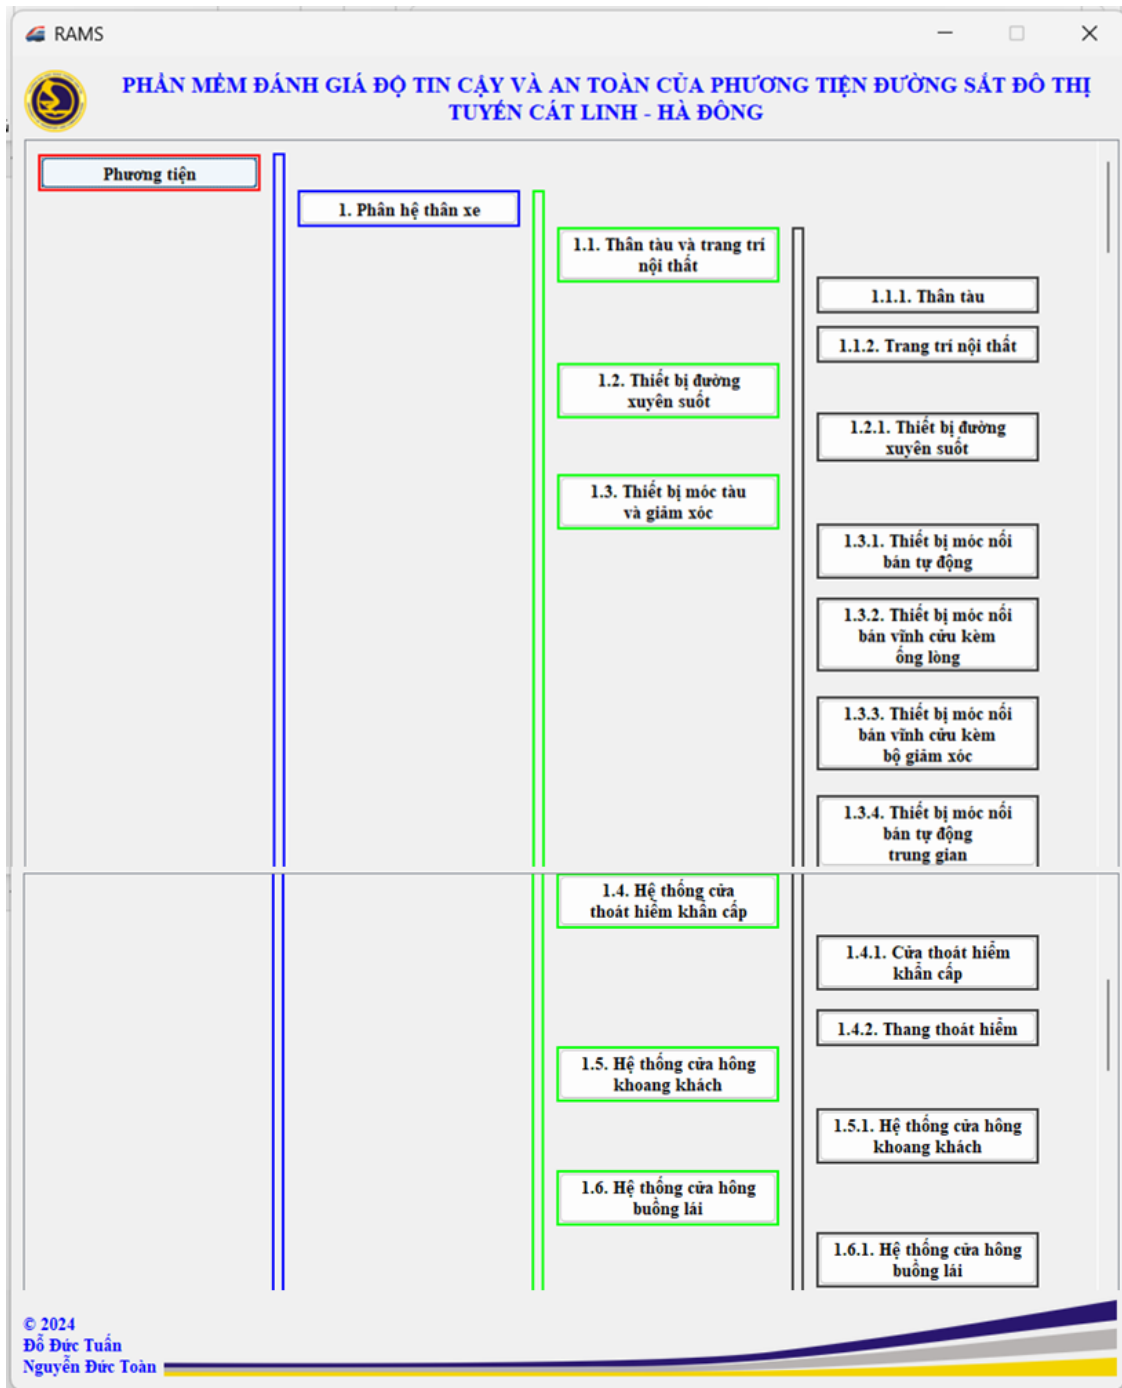 RAMS
PHẦN MỀM ĐÁNH GIÁ ĐỘ TIN CẬY VÀ AN TOÀN CỦA PHƯƠNG TIỆN ĐƯỜNG SẮT ĐÔ THỊ
TUYẾN CÁT LINH - HÀ ĐÔNG
Phương tiện
1. Phân hệ thân xe
1.1. Thân tàu và trang trí
nội thất
1.1.1. Thân tàu
1.1.2. Trang trí nội thất
1.2. Thiết bị đường
xuyên suốt
1.2.1. Thiết bị đường
xuyên suốt
1.3. Thiết bị móc tàu
và giảm xóc
1.3.1. Thiết bị móc nối
bán tự động
1.3.2. Thiết bị móc nối
bán vĩnh cửu kèm
ống lòng
1.3.3. Thiết bị móc nối
bán vĩnh cửu kèm
bộ giảm xóc
1.3.4. Thiết bị móc nối
bán tự động
trung gian
1.4. Hệ thống cửa
thoát hiểm khẩn cấp
1.4.1. Cửa thoát hiểm
khẩn cấp
1.4.2. Thang thoát hiểm
1.5. Hệ thống cửa hông
khoang khách
1.5.1. Hệ thống cửa hông
khoang khách
1.6. Hệ thống cửa hông
buồng lái
1.6.1. Hệ thống cửa hông
buồng lái
© 2024
Đỗ Đức Tuấn
Nguyễn Đức Toàn